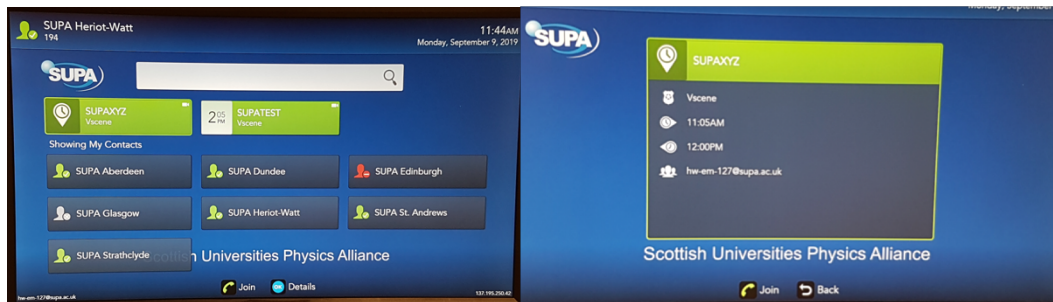 SUPA Heriot-Watt
194
11:44AM
Monday, September 9, 2019
SUPA
SUPAXYZ
Vscene
2 05 PM
SUPATEST
Vscene
Showing My Contacts
SUPA Aberdeen
SUPA Dundee
SUPA Edinburgh
SUPA Glasgow
SUPA Heriot-Watt
SUPA St. Andrews
SUPA Strathclyde
Scottish Universities Physics Alliance
Join
OK Details
hw-em-127@supa.ac.uk
137.195.250.42
Monday, September
SUPA
SUPAXYZ
Vscene
11:05AM
12:00PM
hw-em-127@supa.ac.uk
Scottish Universities Physics Alliance
Join
Back